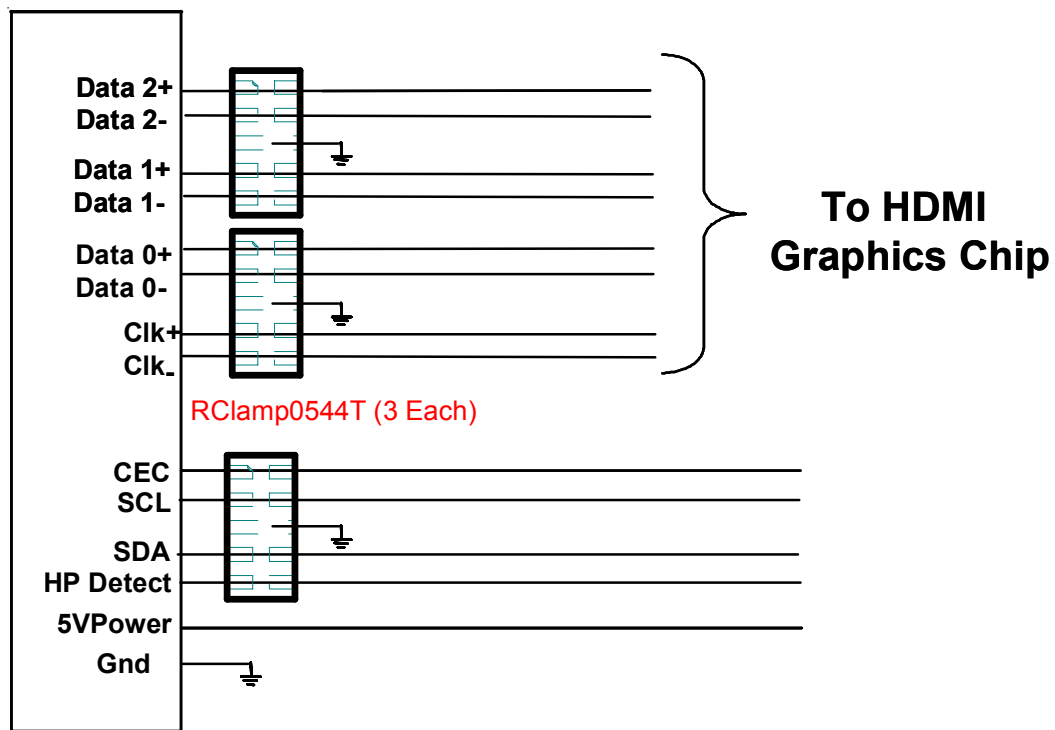 Data 2+
Data 2-
Data 1+
Data 1-
Data 0+
Data 0-
Clk+
Clk-
To HDMI
Graphics Chip
RClamp0544T (3 Each)
CEC
SCL
SDA
HP Detect
5VPower
Gnd